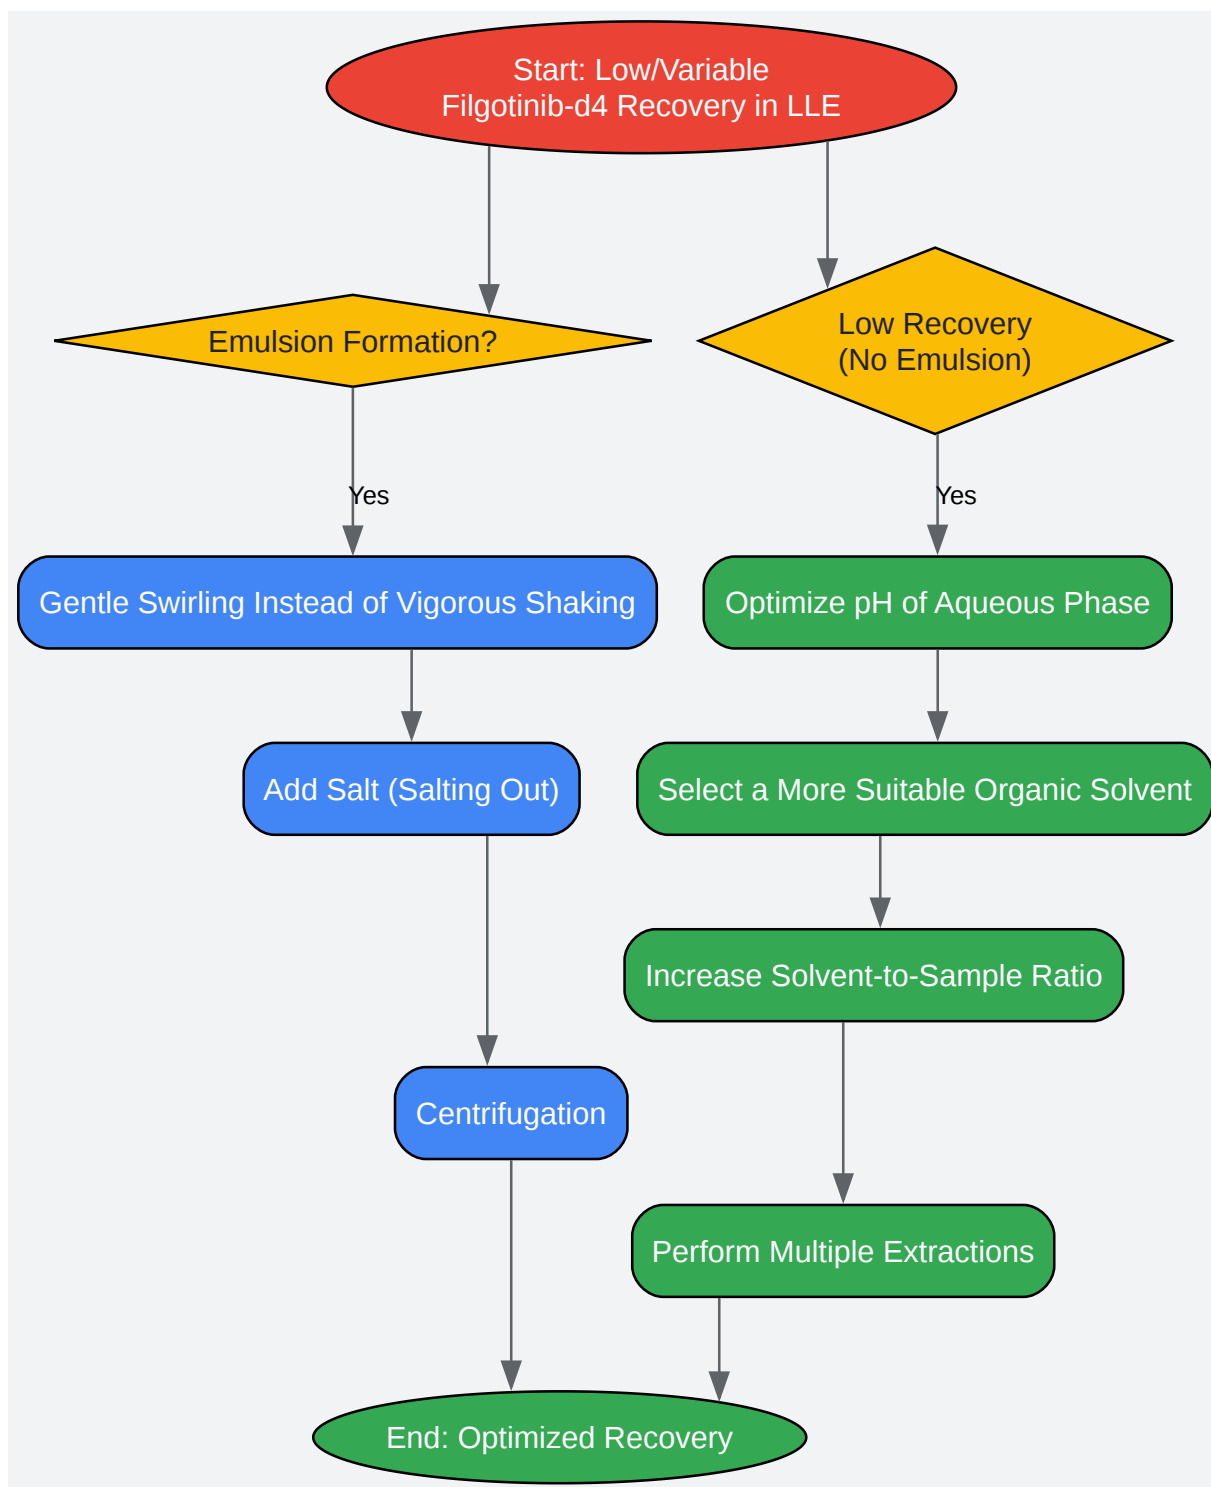 Start: Low/Variable
Filgotinib-d4 Recovery in LLE
Emulsion Formation?
Low Recovery
(No Emulsion)
Yes
Yes
Gentle Swirling Instead of Vigorous Shaking
Optimize pH of Aqueous Phase
Add Salt (Salting Out)
Select a More Suitable Organic Solvent
Increase Solvent-to-Sample Ratio
Centrifugation
Perform Multiple Extractions
End: Optimized Recovery